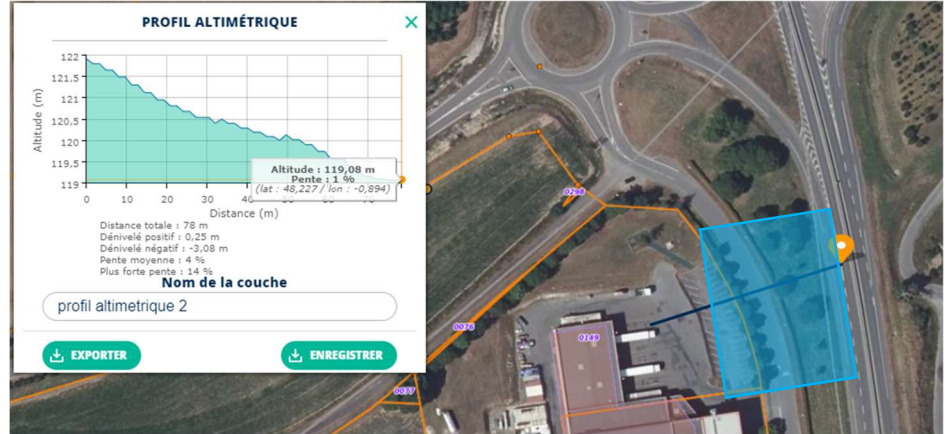 PROFIL ALTIMÉTRIQUE
122
121,5
121
120,5
120
119,5
119
Altitude (m)
Altitude : 119,08 m
Pente : 1 %
(lat : 48,227 / lon : -0,894)
0 10 20 30 40
Distance (m)
Distance totale : 78 m
Dénivelé positif : 0,25 m
Dénivelé négatif : -3,08 m
Pente moyenne : 4 %
Plus forte pente : 14 %
Nom de la couche
profil altimetrique 2
EXPORTER
ENREGISTRER
0298
0076
0149
0077